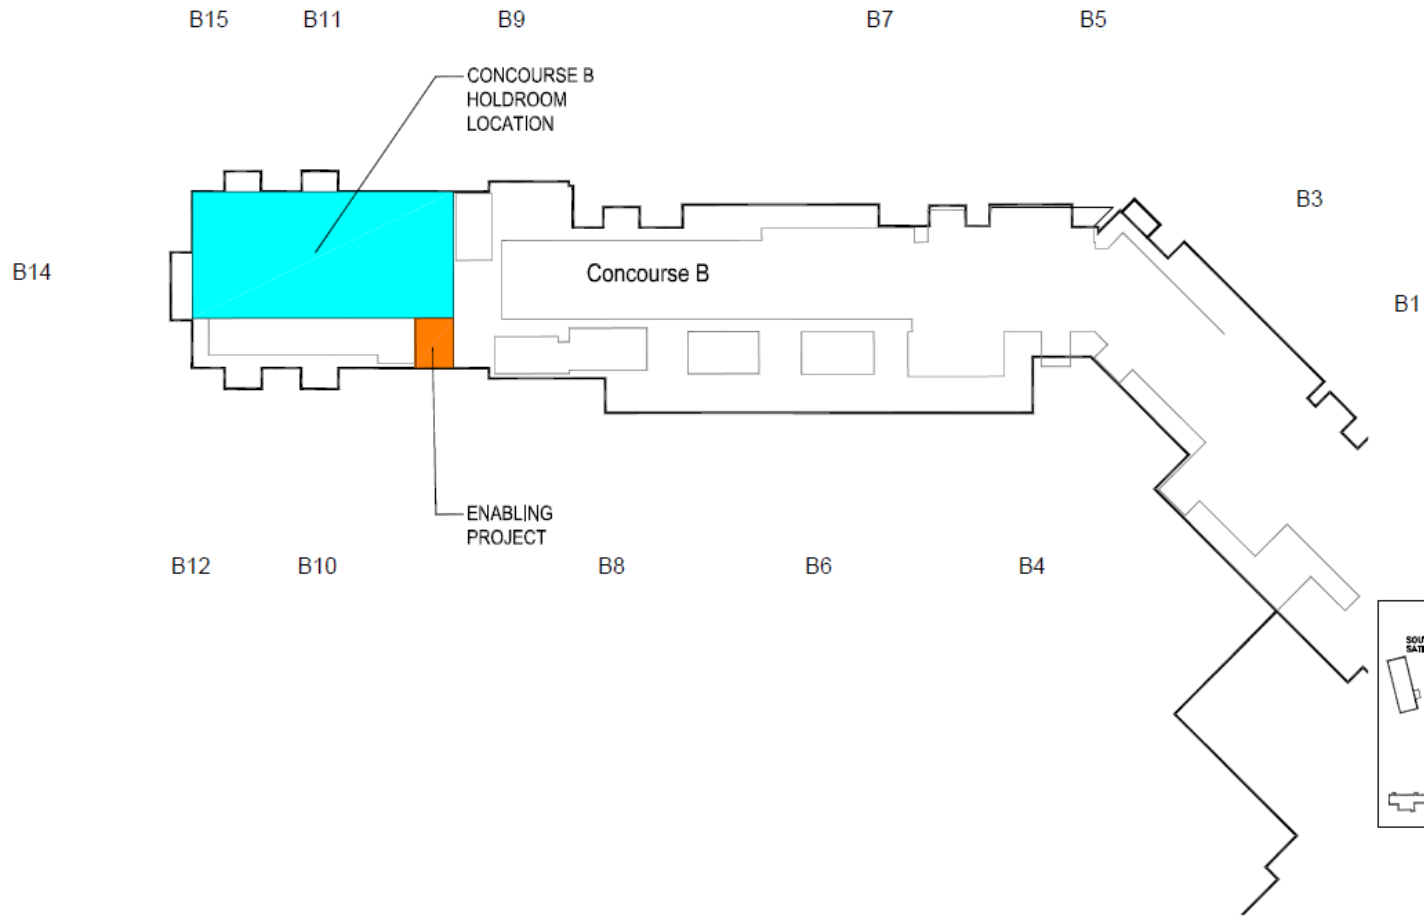 B15 B11 B9 B7 B5
CONCOURSE B
HOLDROOM
LOCATION
B3
B14
Concourse B
B1
ENABLING
PROJECT
B12 B10 B8 B6 B4